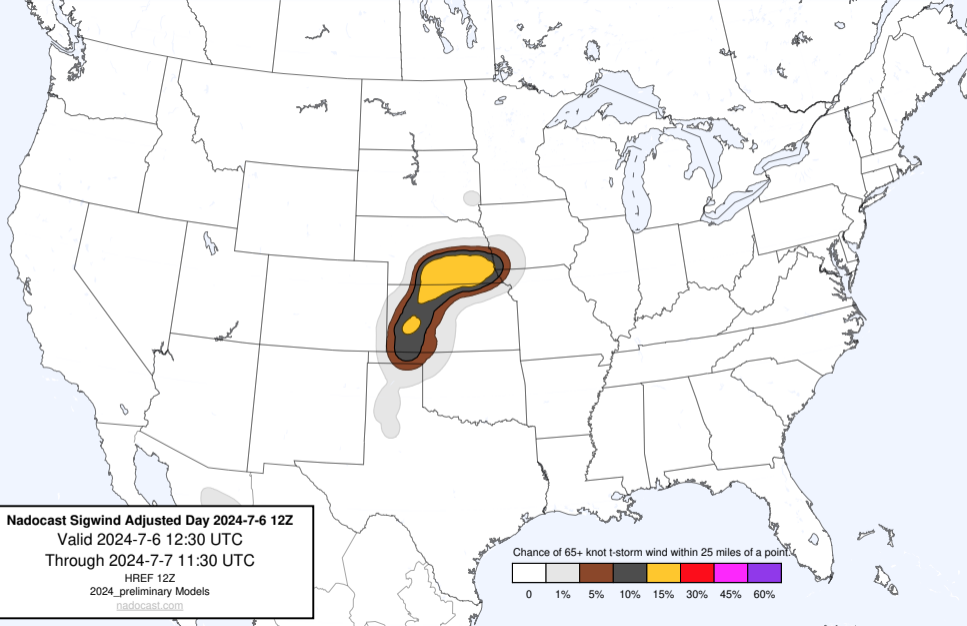 Nadocast Sigwind Adjusted Day 2024-7-6 12Z
Valid 2024-7-6 12:30 UTC
Through 2024-7-7 11:30 UTC
HREF 12Z
2024_preliminary Models
nadocast.com
Chance of 65+ knot t-storm wind within 25 miles of a point.
0 1% 5% 10% 15% 30% 45% 60%